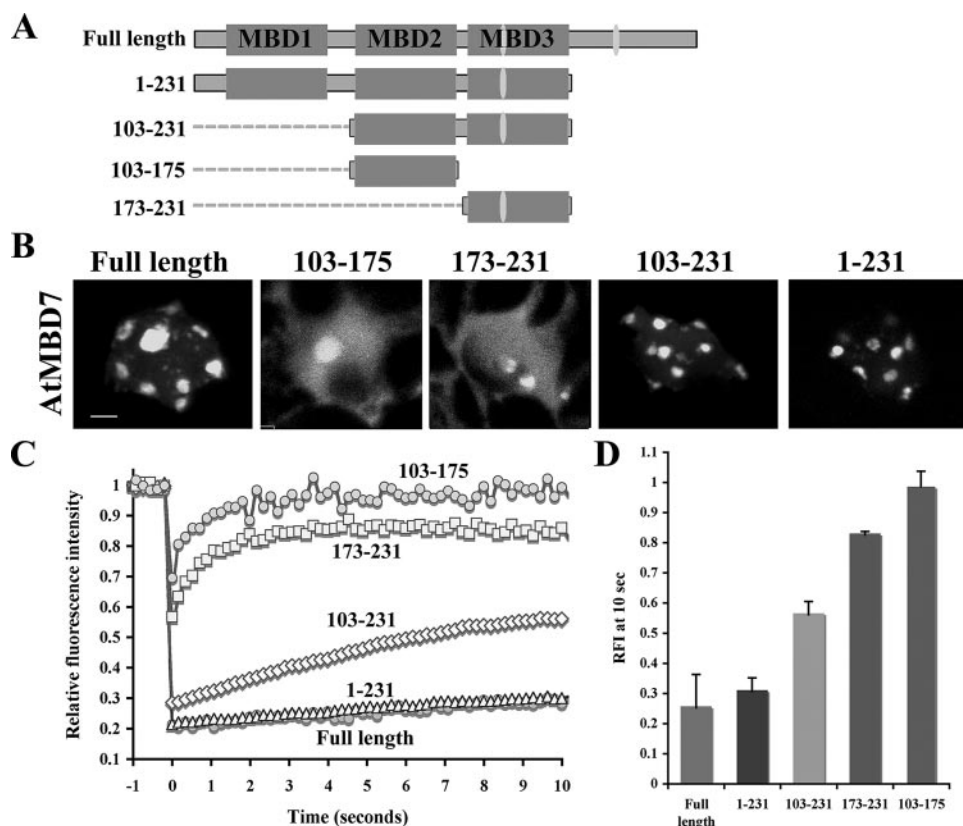 A
Full length
MBD1 MBD2 MBD3
1-231
103-231
103-175
173-231
B
Full length 103-175 173-231 103-231 1-231
AtMBD7
C
Relative fluorescence intensity
1
0.9
0.8
0.7
0.6
0.5
0.4
0.3
0.2
0.1
103-175
173-231
103-231
1-231
Full length
-1 0 1 2 3 4 5 6 7 8 9 10
Time (seconds)
D
RFI at 10 sec
1.1
1
0.9
0.8
0.7
0.6
0.5
0.4
0.3
0.2
0.1
0
Full 1-231 103-231 173-231 103-175
length